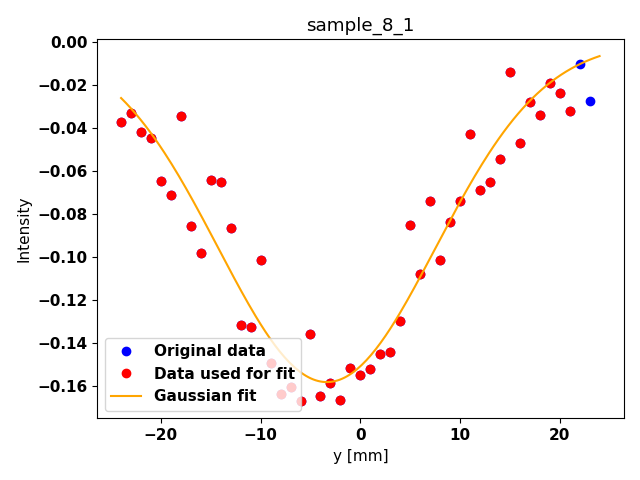 sample_8_1
0.00
−0.02
−0.04
−0.06
−0.08
−0.10
−0.12
−0.14
−0.16
Intensity
Original data
Data used for fit
Gaussian fit
−20
−10
0
10
20
y [mm]